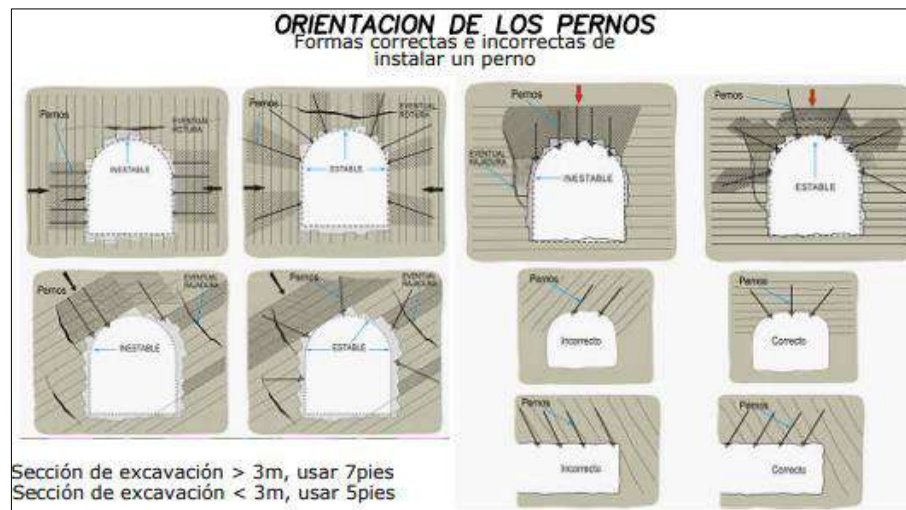 ORIENTACION DE LOS PERNOS
Formas correctas e incorrectas de
instalar un perno
Pernos
EVENTUAL
ROTURA
INESTABLE
Pernos
EVENTUAL
ROTURA
ESTABLE
Pernos
EVENTUAL
RAJADURA
INESTABLE
Pernos
ESTABLE
Pernos
EVENTUAL
RAJADURA
INESTABLE
Pernos
EVENTUAL
RAJADURA
ESTABLE
Pernos
Incorrecto
Pernos
Correcto
Pernos
Incorrecto
Pernos
Correcto
Sección de excavación > 3m, usar 7pies
Sección de excavación < 3m, usar 5pies